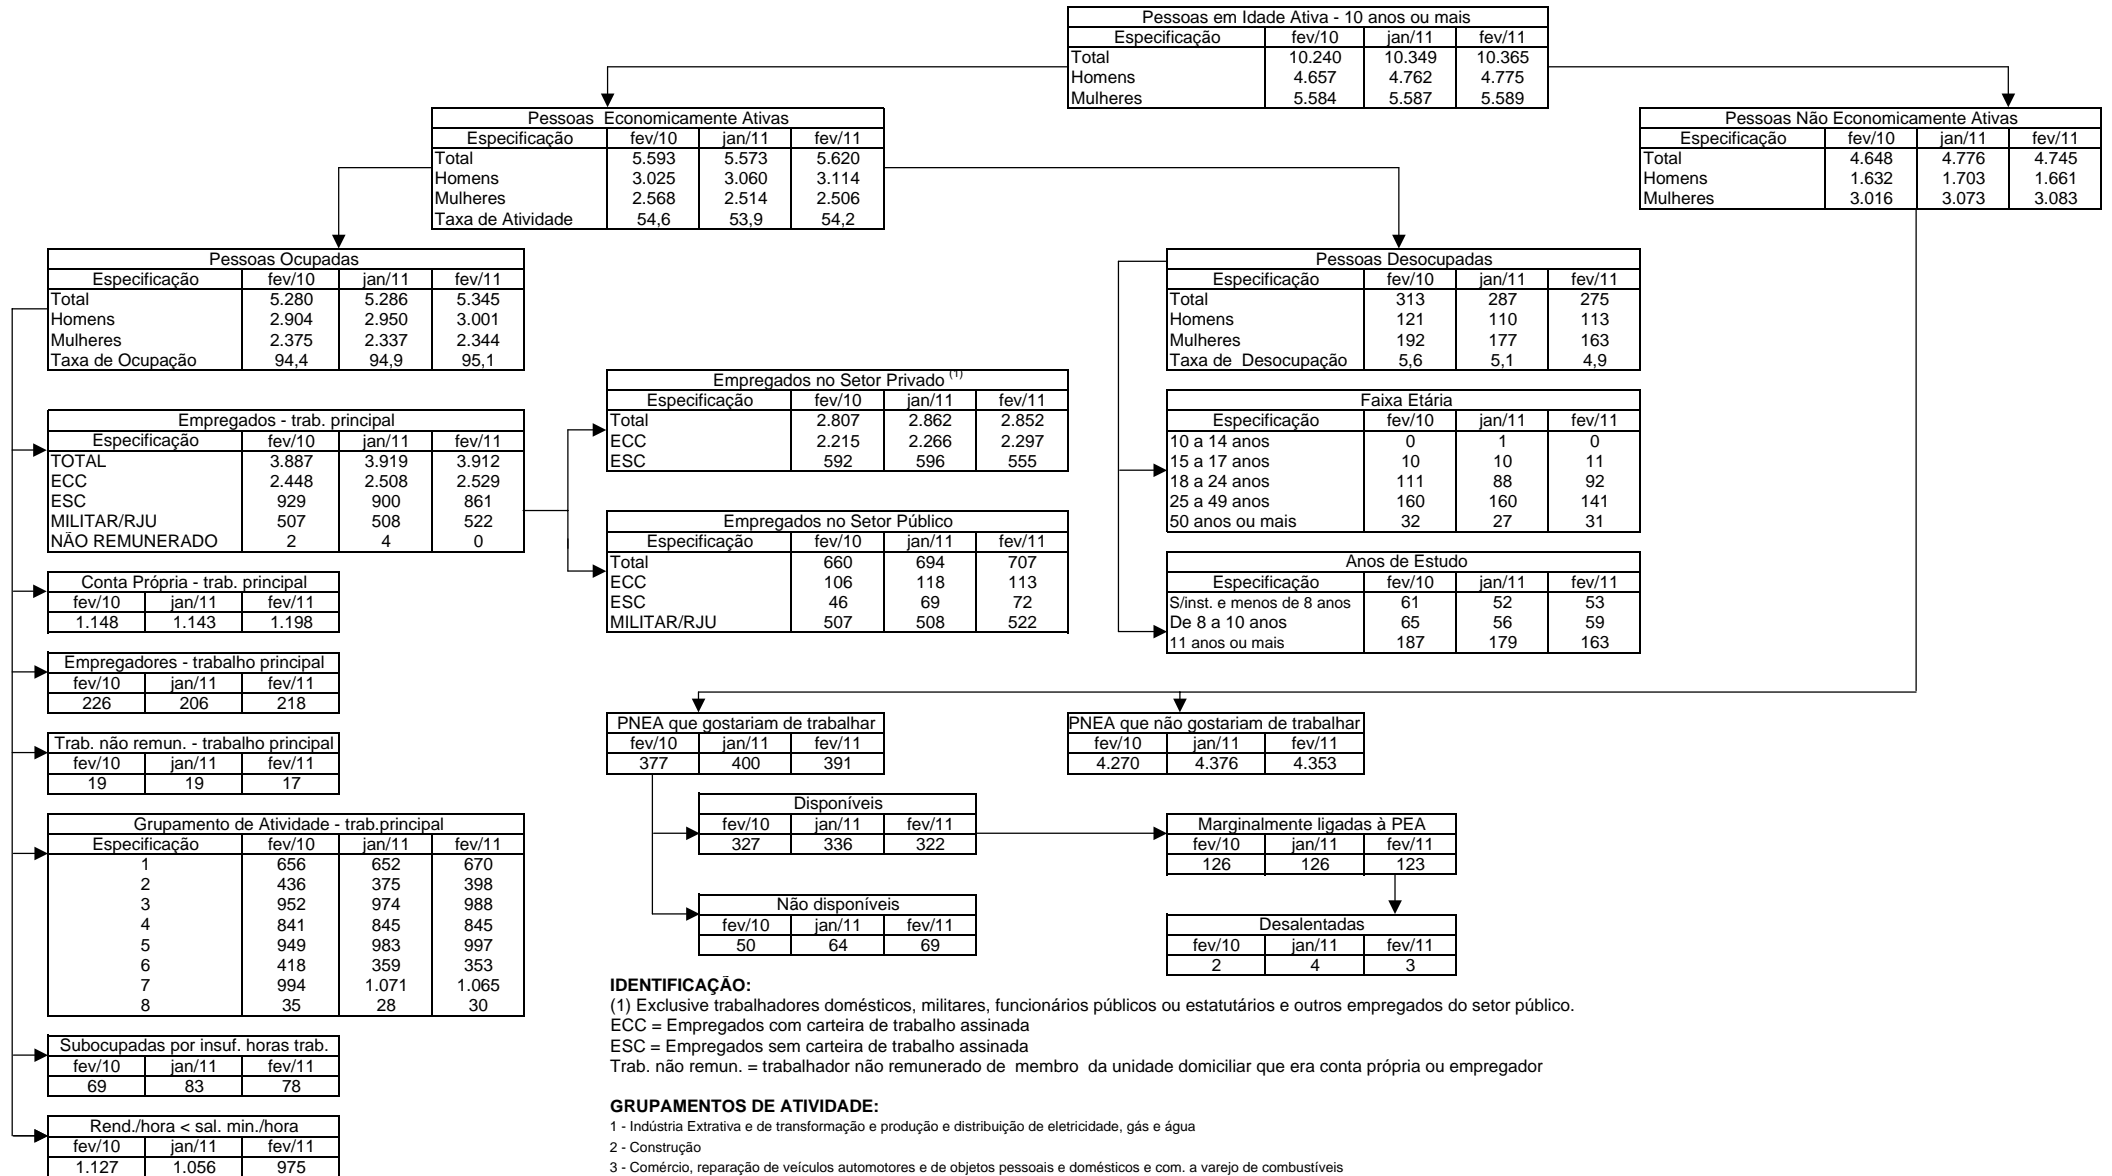 Pessoas em Idade Ativa - 10 anos ou mais
Especificação fev/10 jan/11 fev/11
Total 10.240 10.349 10.365
Homens 4.657 4.762 4.775
Mulheres 5.584 5.587 5.589
Pessoas Economicamente Ativas
Especificação fev/10 jan/11 fev/11
Total 5.593 5.573 5.620
Homens 3.025 3.060 3.114
Mulheres 2.568 2.514 2.506
Taxa de Atividade 54,6 53,9 54,2
Pessoas Não Economicamente Ativas
Especificação fev/10 jan/11 fev/11
Total 4.648 4.776 4.745
Homens 1.632 1.703 1.661
Mulheres 3.016 3.073 3.083
Pessoas Ocupadas
Especificação fev/10 jan/11 fev/11
Total 5.280 5.286 5.345
Homens 2.904 2.950 3.001
Mulheres 2.375 2.337 2.344
Taxa de Ocupação 94,4 94,9 95,1
Pessoas Desocupadas
Especificação fev/10 jan/11 fev/11
Total 313 287 275
Homens 121 110 113
Mulheres 192 177 163
Taxa de Desocupação 5,6 5,1 4,9
Empregados - trab. principal
Especificação fev/10 jan/11 fev/11
TOTAL 3.887 3.919 3.912
ECC 2.448 2.508 2.529
ESC 929 900 861
MILITAR/RJU 507 508 522
NÃO REMUNERADO 2 4 0
Empregados no Setor Privado (1)
Especificação fev/10 jan/11 fev/11
Total 2.807 2.862 2.852
ECC 2.215 2.266 2.297
ESC 592 596 555
Empregados no Setor Público
Especificação fev/10 jan/11 fev/11
Total 660 694 707
ECC 106 118 113
ESC 46 69 72
MILITAR/RJU 507 508 522
Faixa Etária
Especificação fev/10 jan/11 fev/11
10 a 14 anos 0 1 0
15 a 17 anos 10 10 11
18 a 24 anos 111 88 92
25 a 49 anos 160 160 141
50 anos ou mais 32 27 31
Anos de Estudo
Especificação fev/10 jan/11 fev/11
S/inst. e menos de 8 anos 61 52 53
De 8 a 10 anos 65 56 59
11 anos ou mais 187 179 163
Conta Própria - trab. principal
fev/10 jan/11 fev/11
1.148 1.143 1.198
Empregadores - trabalho principal
fev/10 jan/11 fev/11
226 206 218
Trab. não remun. - trabalho principal
fev/10 jan/11 fev/11
19 19 17
PNEA que gostariam de trabalhar
fev/10 jan/11 fev/11
377 400 391
PNEA que não gostariam de trabalhar
fev/10 jan/11 fev/11
4.270 4.376 4.353
Disponíveis
fev/10 jan/11 fev/11
327 336 322
Marginalmente ligadas à PEA
fev/10 jan/11 fev/11
126 126 123
Não disponíveis
fev/10 jan/11 fev/11
50 64 69
Desalentadas
fev/10 jan/11 fev/11
2 4 3
Grupamento de Atividade - trab.principal
Especificação fev/10 jan/11 fev/11
1 656 652 670
2 436 375 398
3 952 974 988
4 841 845 845
5 949 983 997
6 418 359 353
7 994 1.071 1.065
8 35 28 30
Subocupadas por insuf. horas trab.
fev/10 jan/11 fev/11
69 83 78
Rend./hora < sal. min./hora
fev/10 jan/11 fev/11
1.127 1.056 975
IDENTIFICAÇÃO:
(1) Exclusive trabalhadores domésticos, militares, funcionários públicos ou estatutários e outros empregados do setor público.
ECC = Empregados com carteira de trabalho assinada
ESC = Empregados sem carteira de trabalho assinada
Trab. não remun. = trabalhador não remunerado de membro da unidade domiciliar que era conta própria ou empregador
GRUPAMENTOS DE ATIVIDADE:
1 - Indústria Extrativa e de transformação e produção e distribuição de eletricidade, gás e água
2 - Construção
3 - Comércio, reparação de veículos automotores e de objetos pessoais e domésticos e com. a varejo de combustíveis